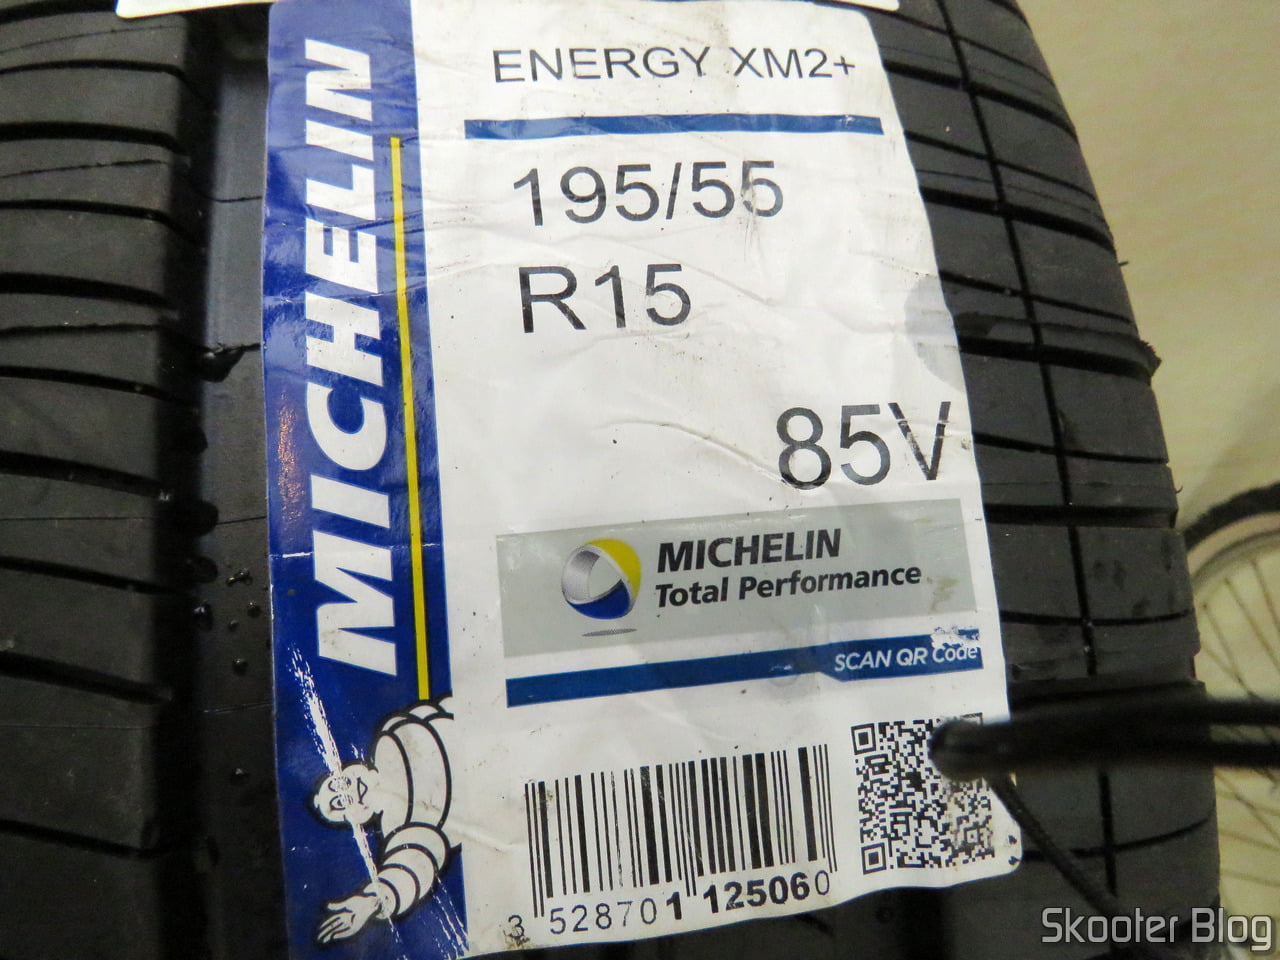 MICHELIN
ENERGY XM2+
195/55
R15
85V
MICHELIN
Total Performance
SCAN QR Code
3 528701 125060
Skooter Blog